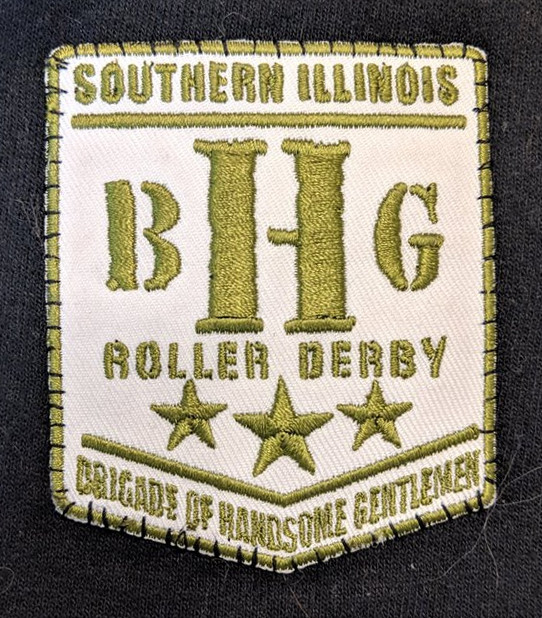 SOUTHERN ILLINOIS
BHG
ROLLER DERBY
BRIGADE OF HANDSOME GENTLEMEN